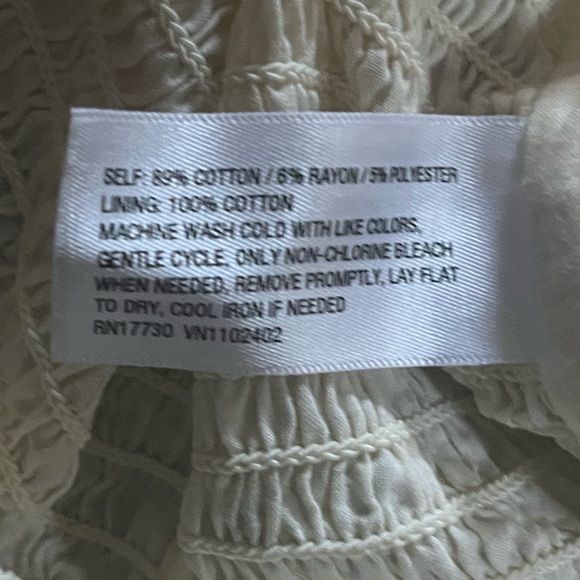 SELF: 89% COTTON / 6% RAYON / 5% POLYESTER
LINING: 100% COTTON
MACHINE WASH COLD WITH LIKE COLORS,
GENTLE CYCLE, ONLY NON-CHLORINE BLEACH
WHEN NEEDED, REMOVE PROMPTLY, LAY FLAT
TO DRY, COOL IRON IF NEEDED
RN17730 VN1102402